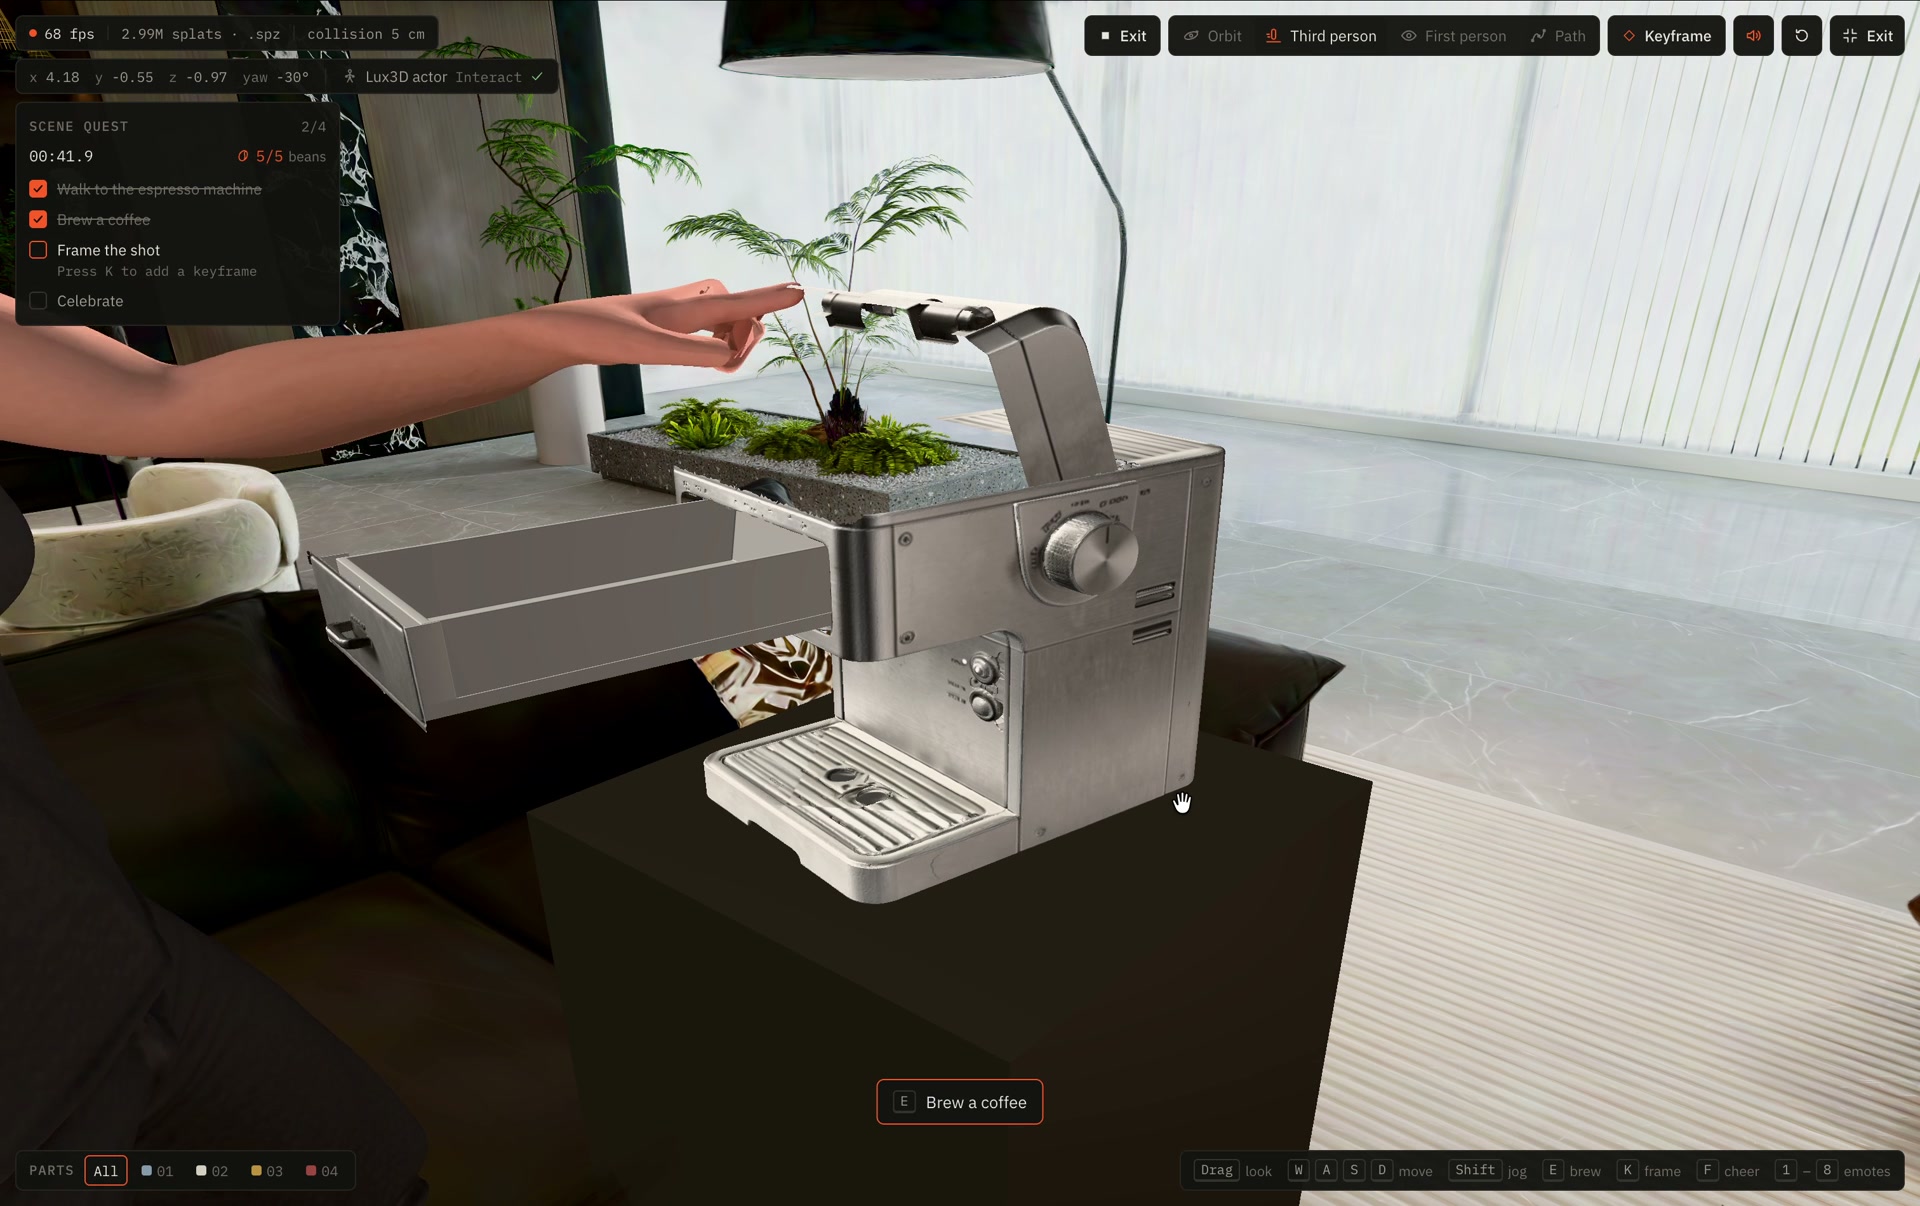 68 fps 2.99M splats · .spz collision 5 cm
Exit Orbit Third person First person Path Keyframe Exit
x 4.18 y -0.55 z -0.97 yaw -30° Lux3D actor Interact
SCENE QUEST 2/4
00:41.9 5/5 beans
Walk to the espresso machine
Brew a coffee
Frame the shot
Press K to add a keyframe
Celebrate
E Brew a coffee
PARTS All 01 02 03 04
Drag look W A S D move Shift jog E brew K frame F cheer 1 – 8 emotes